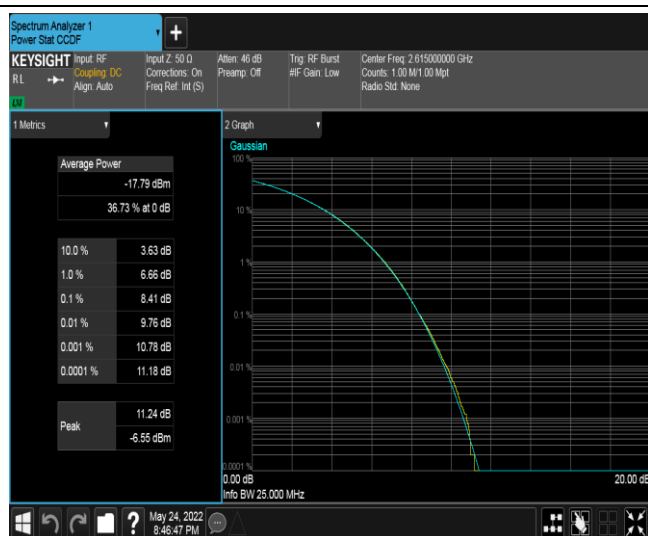 Spectrum Analyzer 1
Power Stat CCDF
+
KEYSIGHT
RL
LM
Input: RF
Coupling: DC
Align: Auto
Input Z: 50 Ω
Corrections: On
Freq Ref: Int (S)
Atten: 46 dB
Preamp: Off
Trig: RF Burst
#IF Gain: Low
Center Freq: 2.615000000 GHz
Counts: 1.00 M/1.00 Mpt
Radio Std: None
1 Metrics
Average Power
-17.79 dBm
36.73 % at 0 dB
10.0 % 3.63 dB
1.0 % 6.66 dB
0.1 % 8.41 dB
0.01 % 9.76 dB
0.001 % 10.78 dB
0.0001 % 11.18 dB
Peak
11.24 dB
-6.55 dBm
2 Graph
Gaussian
100 %
10 %
1 %
0.1 %
0.01 %
0.001 %
0.0001 %
0.00 dB 20.00 dB
Info BW 25.000 MHz
?
May 24, 2022
8:46:47 PM